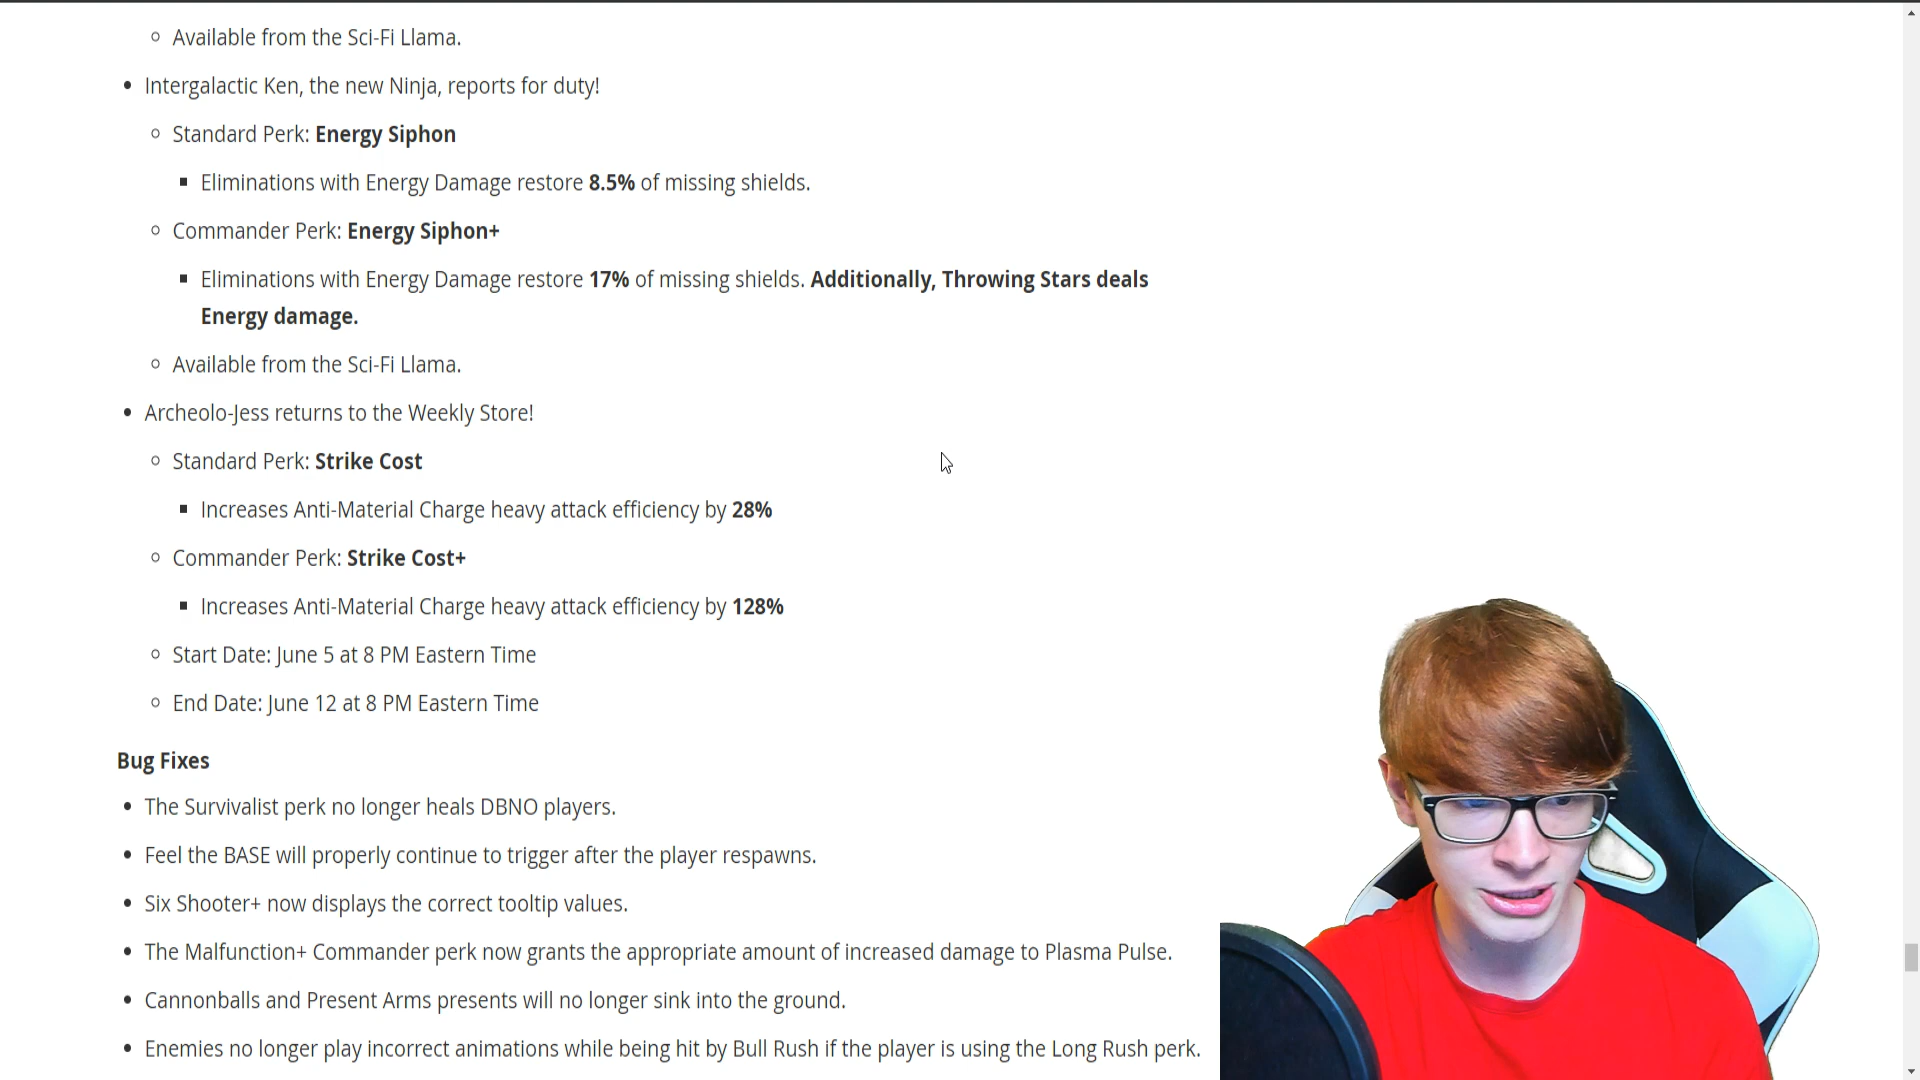 Available from the Sci-Fi Llama.
Intergalactic Ken, the new Ninja, reports for duty!
Standard Perk: Energy Siphon
Eliminations with Energy Damage restore 8.5% of missing shields.
Commander Perk: Energy Siphon+
Eliminations with Energy Damage restore 17% of missing shields. Additionally, Throwing Stars deals
Energy damage.
Available from the Sci-Fi Llama.
Archeolo-Jess returns to the Weekly Store!
Standard Perk: Strike Cost
Increases Anti-Material Charge heavy attack efficiency by 28%
Commander Perk: Strike Cost+
Increases Anti-Material Charge heavy attack efficiency by 128%
Start Date: June 5 at 8 PM Eastern Time
End Date: June 12 at 8 PM Eastern Time
Bug Fixes
The Survivalist perk no longer heals DBNO players.
Feel the BASE will properly continue to trigger after the player respawns.
Six Shooter+ now displays the correct tooltip values.
The Malfunction+ Commander perk now grants the appropriate amount of increased damage to Plasma Pulse.
Cannonballs and Present Arms presents will no longer sink into the ground.
Enemies no longer play incorrect animations while being hit by Bull Rush if the player is using the Long Rush perk.